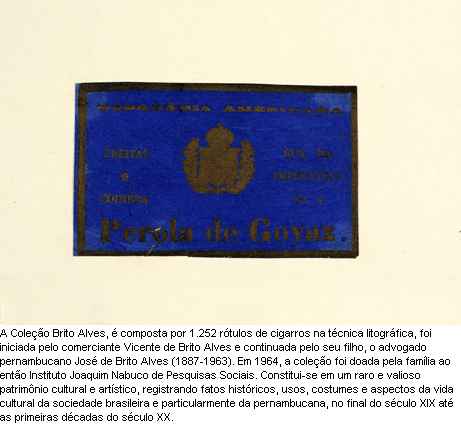 Perola de Goyaz.
A Coleção Brito Alves, é composta por 1.252 rótulos de cigarros na técnica litográfica, foi
iniciada pelo comerciante Vicente de Brito Alves e continuada pelo seu filho, o advogado
pernambucano José de Brito Alves (1887-1963). Em 1964, a coleção foi doada pela família ao
então Instituto Joaquim Nabuco de Pesquisas Sociais. Constitui-se em um raro e valioso
patrimônio cultural e artístico, registrando fatos históricos, usos, costumes e aspectos da vida
cultural da sociedade brasileira e particularmente da pernambucana, no final do século XIX até
as primeiras décadas do século XX.